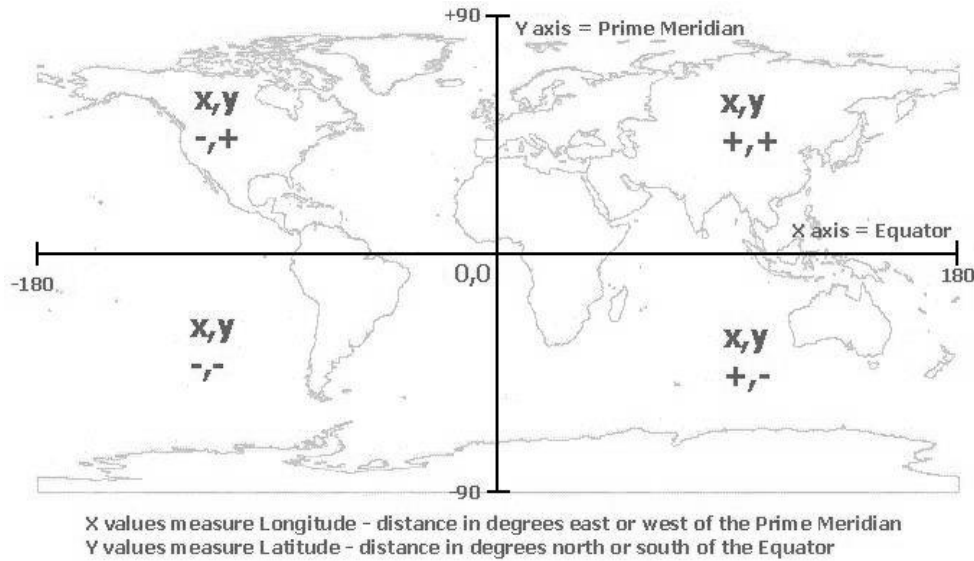 +90
Y axis = Prime Meridian
x,y
-,+
x,y
+,+
X axis = Equator
-180
0,0
180
x,y
-,-
x,y
+,-
-90
X values measure Longitude - distance in degrees east or west of the Prime Meridian
Y values measure Latitude - distance in degrees north or south of the Equator